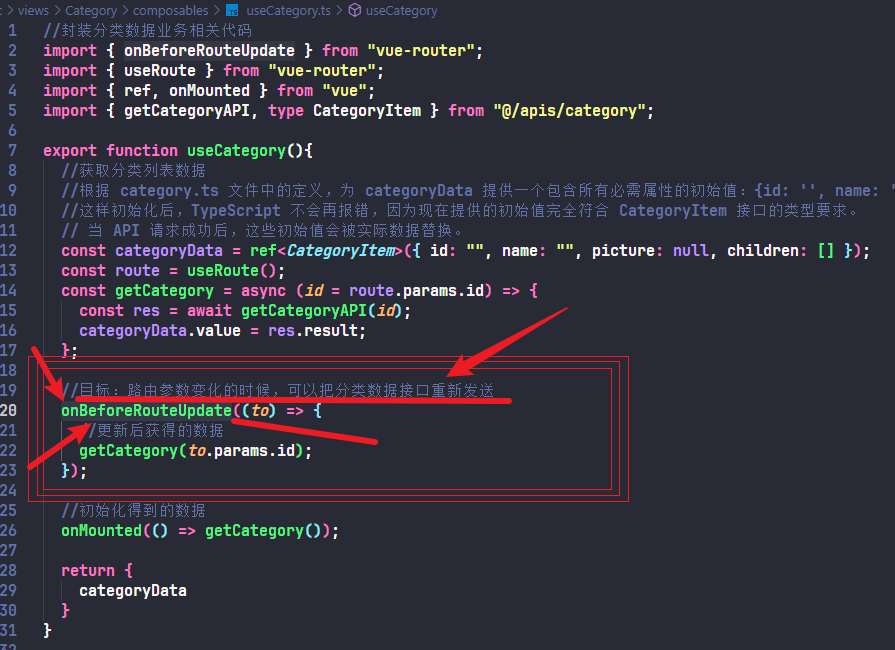 views > Category > composables > TS useCategory.ts > useCategory
1 //封装分类数据业务相关代码
2 import { onBeforeRouteUpdate } from "vue-router";
3 import { useRoute } from "vue-router";
4 import { ref, onMounted } from "vue";
5 import { getCategoryAPI, type CategoryItem } from "@/apis/category";
6
7 export function useCategory(){
8 //获取分类列表数据
9 //根据 category.ts 文件中的定义，为 categoryData 提供一个包含所有必需属性的初始值：{id: '', name: '
10 //这样初始化后，TypeScript 不会再报错，因为现在提供的初始值完全符合 CategoryItem 接口的类型要求。
11 // 当 API 请求成功后，这些初始值会被实际数据替换。
12 const categoryData = ref<CategoryItem>({ id: "", name: "", picture: null, children: [] });
13 const route = useRoute();
14 const getCategory = async (id = route.params.id) => {
15 const res = await getCategoryAPI(id);
16 categoryData.value = res.result;
17 };
18
19 //目标：路由参数变化的时候，可以把分类数据接口重新发送
20 onBeforeRouteUpdate((to) => {
21 //更新后获得的数据
22 getCategory(to.params.id);
23 });
24
25 //初始化得到的数据
26 onMounted(() => getCategory());
27
28 return {
29 categoryData
30 }
31 }
32